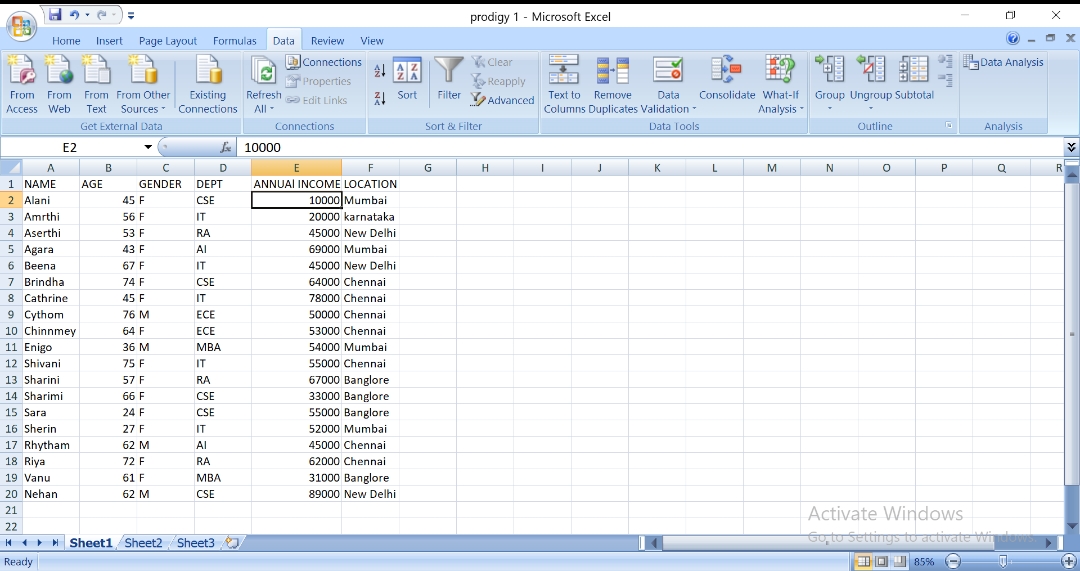 prodigy 1 - Microsoft Excel
Home Insert Page Layout Formulas Data Review View
Connections Clear Data Analysis
Properties Reapply
Edit Links Advanced
From Access From Web From Text From Other Sources Existing Connections Refresh All Sort Filter Text to Columns Remove Duplicates Data Validation Consolidate What-If Analysis Group Ungroup Subtotal
Get External Data Connections Sort & Filter Data Tools Outline Analysis
E2 fx 10000
A B C D E F G H I J K L M N O P Q R
1 NAME AGE GENDER DEPT ANNUAl INCOME LOCATION
2 Alani 45 F CSE 10000 Mumbai
3 Amrthi 56 F IT 20000 karnataka
4 Aserthi 53 F RA 45000 New Delhi
5 Agara 43 F AI 69000 Mumbai
6 Beena 67 F IT 45000 New Delhi
7 Brindha 74 F CSE 64000 Chennai
8 Cathrine 45 F IT 78000 Chennai
9 Cythom 76 M ECE 50000 Chennai
10 Chinnmey 64 F ECE 53000 Chennai
11 Enigo 36 M MBA 54000 Mumbai
12 Shivani 75 F IT 55000 Chennai
13 Sharini 57 F RA 67000 Banglore
14 Sharimi 66 F CSE 33000 Banglore
15 Sara 24 F CSE 55000 Banglore
16 Sherin 27 F IT 52000 Mumbai
17 Rhytham 62 M AI 45000 Chennai
18 Riya 72 F RA 62000 Chennai
19 Vanu 61 F MBA 31000 Banglore
20 Nehan 62 M CSE 89000 New Delhi
21
22
Activate Windows
Go to Settings to activate Windows.
Sheet1 Sheet2 Sheet3
Ready 85%